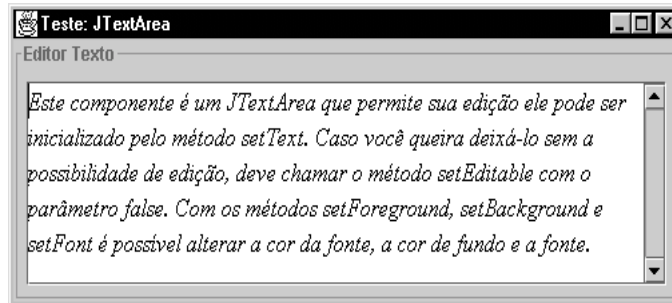 Teste: JTextArea
Editor Texto
Este componente é um JTextArea que permite sua edição ele pode ser
inicializado pelo método setText. Caso você queira deixá-lo sem a
possibilidade de edição, deve chamar o método setEditable com o
parâmetro false. Com os métodos setForeground, setBackground e
setFont é possível alterar a cor da fonte, a cor de fundo e a fonte.